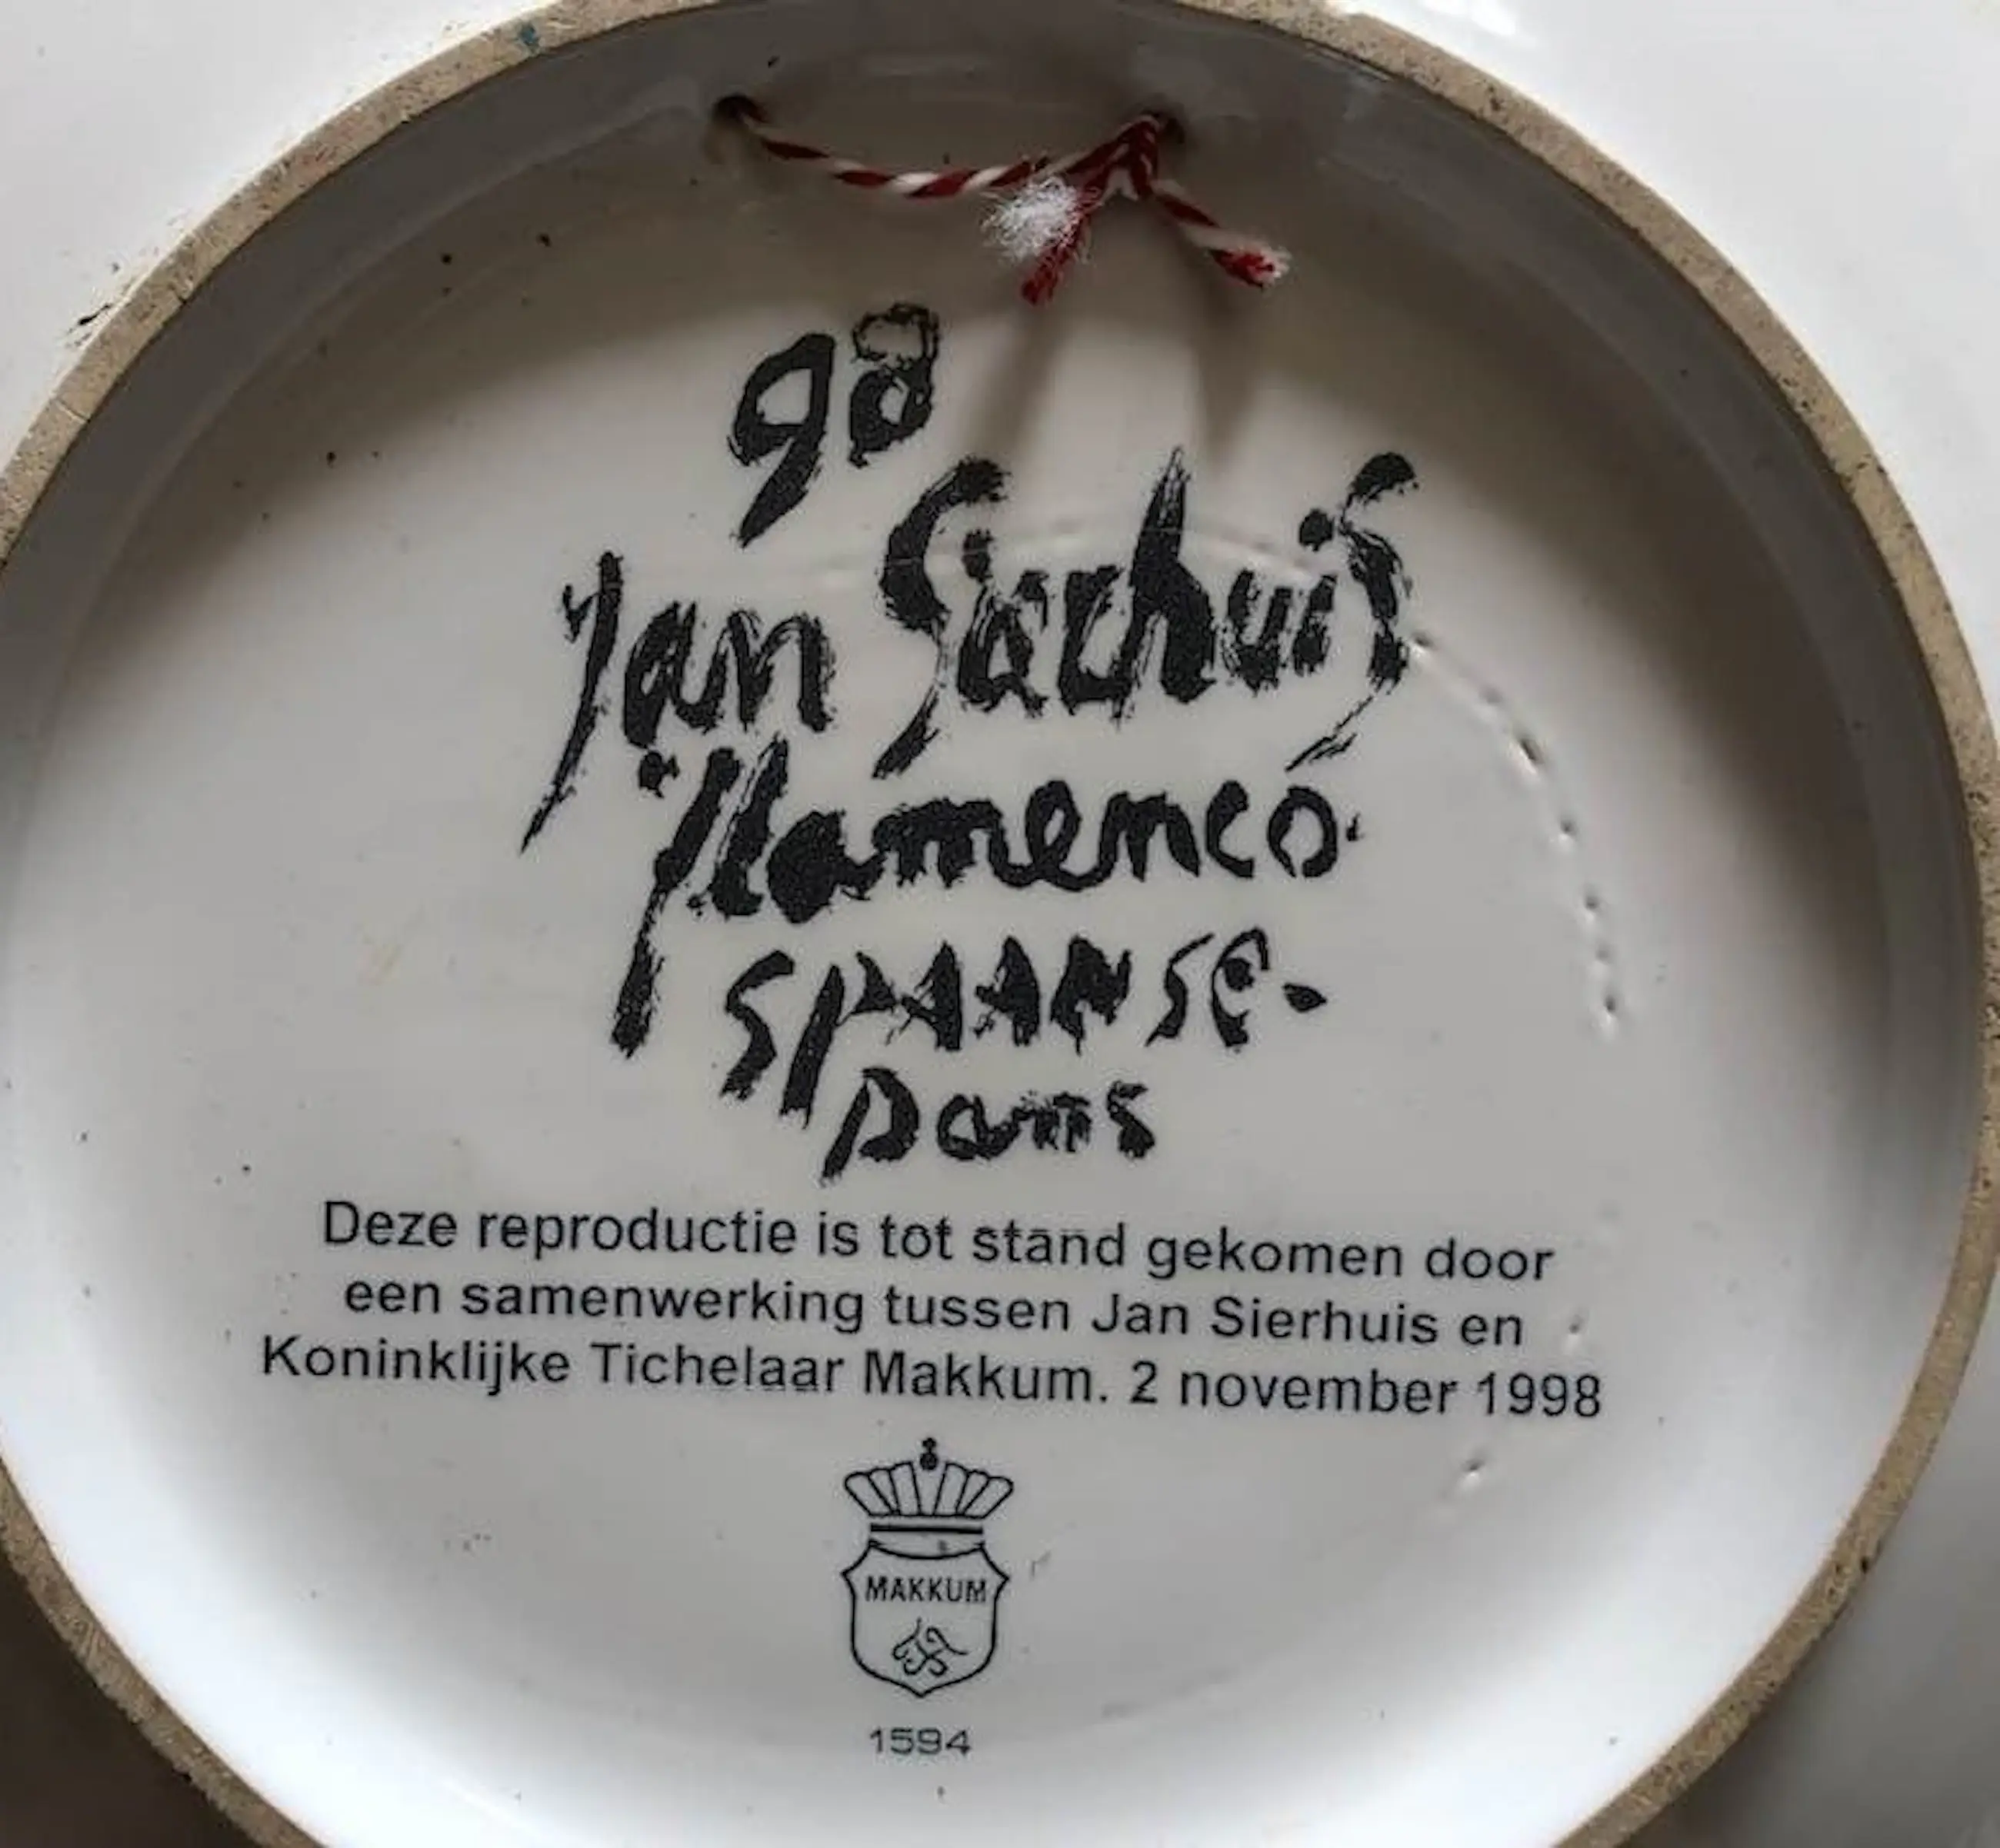 98
Jan Sierhuis
flamenco
SPAANSE-
Dans
Deze reproductie is tot stand gekomen door
een samenwerking tussen Jan Sierhuis en
Koninklijke Tichelaar Makkum. 2 november 1998
MAKKUM
1594